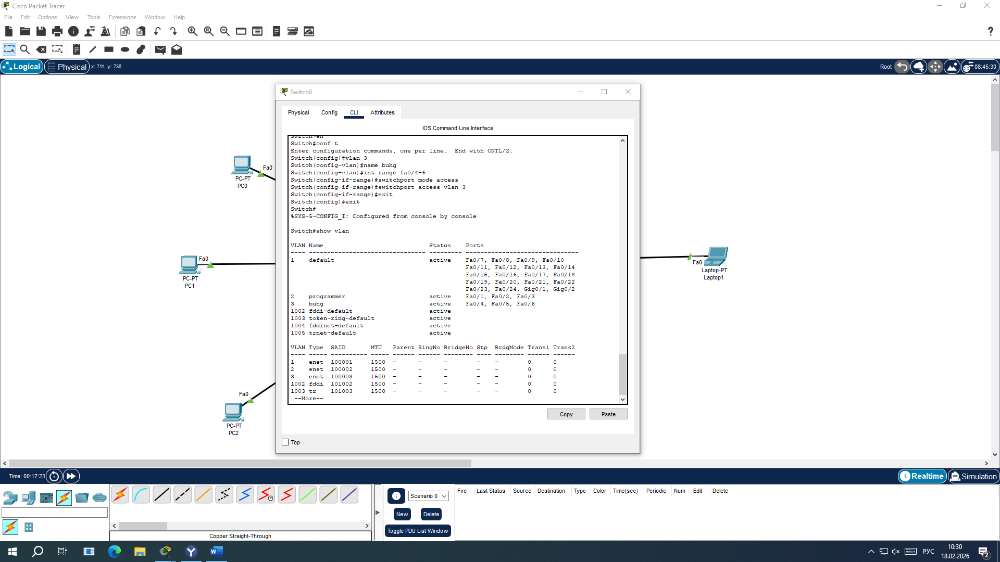 Cisco Packet Tracer
File Edit Options View Tools Extensions Window Help
Logical Physical x: 711, y: 736 Root 08:45:30
Switch0
Physical Config CLI Attributes
IOS Command Line Interface
Switch>en
Switch#conf t
Enter configuration commands, one per line.  End with CNTL/Z.
Switch(config)#vlan 3
Switch(config-vlan)#name buhg
Switch(config-vlan)#int range fa0/4-6
Switch(config-if-range)#switchport mode access
Switch(config-if-range)#switchport access vlan 3
Switch(config-if-range)#exit
Switch(config)#exit
Switch#
%SYS-5-CONFIG_I: Configured from console by console
Switch#show vlan
VLAN Name                             Status    Ports
---- -------------------------------- --------- -------------------------------
1    default                          active    Fa0/7, Fa0/8, Fa0/9, Fa0/10
Fa0/11, Fa0/12, Fa0/13, Fa0/14
Fa0/15, Fa0/16, Fa0/17, Fa0/18
Fa0/19, Fa0/20, Fa0/21, Fa0/22
Fa0/23, Fa0/24, Gig0/1, Gig0/2
2    programmer                       active    Fa0/1, Fa0/2, Fa0/3
3    buhg                             active    Fa0/4, Fa0/5, Fa0/6
1002 fddi-default                     active
1003 token-ring-default               active
1004 fddinet-default                  active
1005 trnet-default                    active
VLAN Type  SAID       MTU   Parent RingNo BridgeNo Stp  BrdgMode Trans1 Trans2
---- ----- ---------- ----- ------ ------ -------- ---- -------- ------ ------
1    enet  100001     1500  -      -      -        -    -        0      0
2    enet  100002     1500  -      -      -        -    -        0      0
3    enet  100003     1500  -      -      -        -    -        0      0
1002 fddi  101002     1500  -      -      -        -    -        0      0
1003 tr    101003     1500  -      -      -        -    -        0      0
--More--
Copy Paste
Top
Fa0
PC-PT
PC0
Fa0
PC-PT
PC1
Fa0
PC-PT
PC2
Fa0
Laptop-PT
Laptop1
Time: 00:17:23
Realtime Simulation
Scenario 0
New Delete
Toggle PDU List Window
Fire Last Status Source Destination Type Color Time(sec) Periodic Num Edit Delete
Copper Straight-Through
РУС
10:30
18.02.2026
2